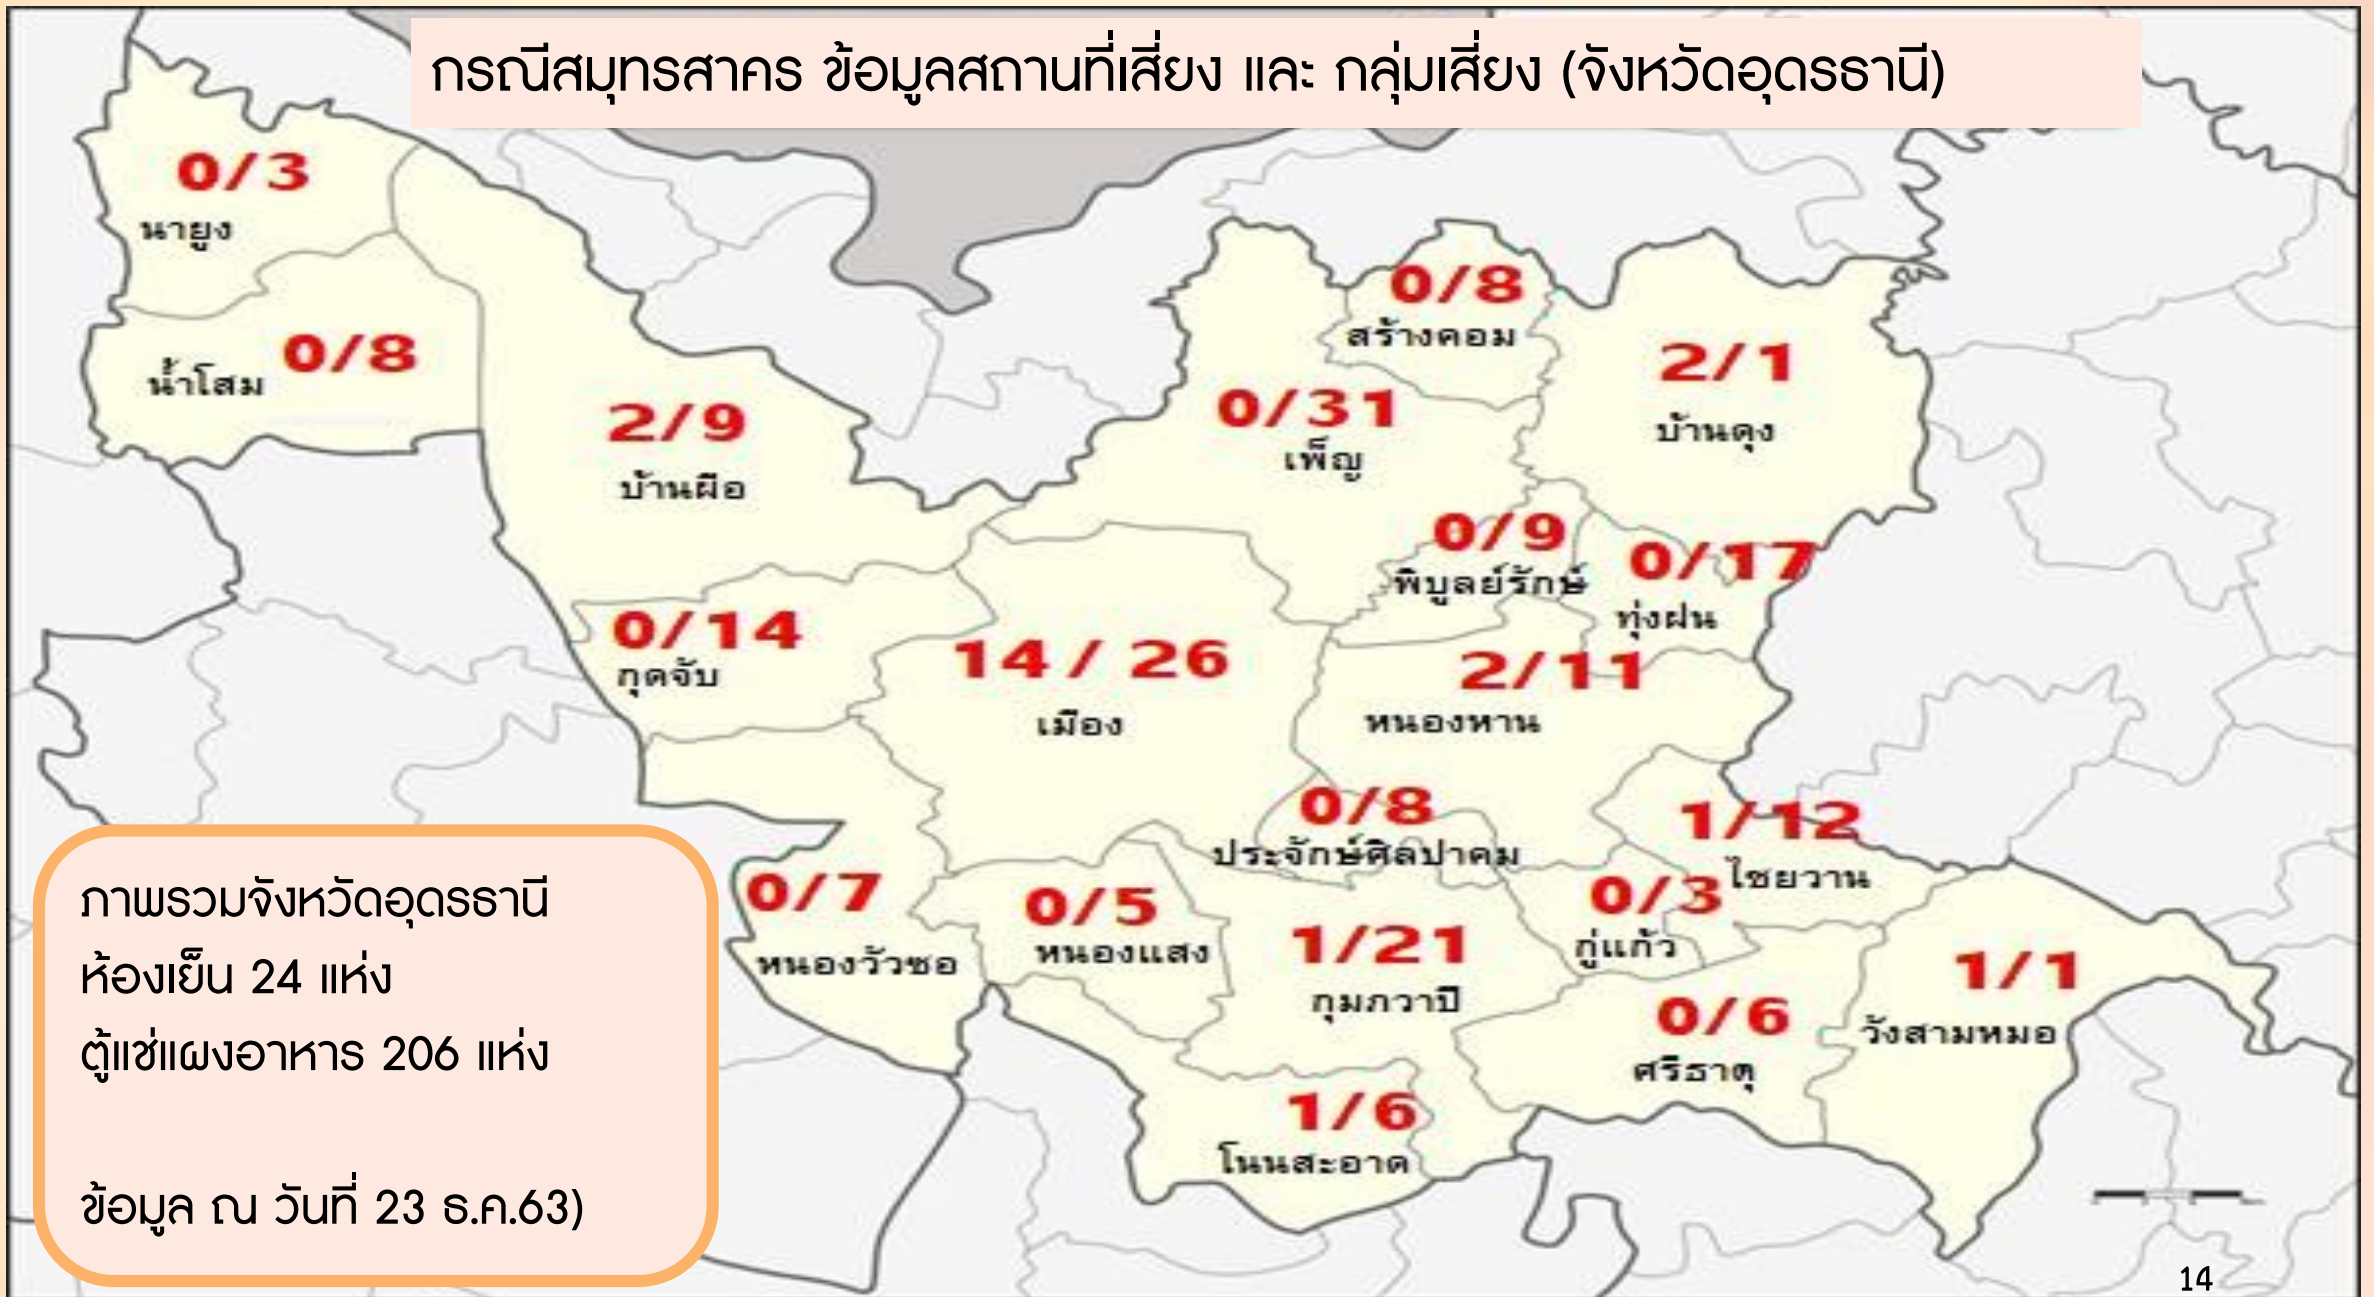 กรณีสมุทรสาคร ข้อมูลสถานที่เสี่ยง และ กลุ่มเสี่ยง (จังหวัดอุดรธานี)
0/3
นายูง
0/8
น้ำโสม
2/9
บ้านผือ
0/8
สร้างคอม
2/1
บ้านดุง
0/31
เพ็ญ
0/9
พิบูลย์รักษ์
0/17
ทุ่งฝน
0/14
กุดจับ
14 / 26
เมือง
2/11
หนองหาน
0/8
ประจักษ์ศิลปาคม
1/12
ไชยวาน
0/7
หนองวัวซอ
0/5
หนองแสง
1/21
กุมภวาปี
0/3
กู่แก้ว
1/1
วังสามหมอ
0/6
ศรีธาตุ
1/6
โนนสะอาด
ภาพรวมจังหวัดอุดรธานี
ห้องเย็น 24 แห่ง
ตู้แช่แผงอาหาร 206 แห่ง
ข้อมูล ณ วันที่ 23 ธ.ค.63)
14